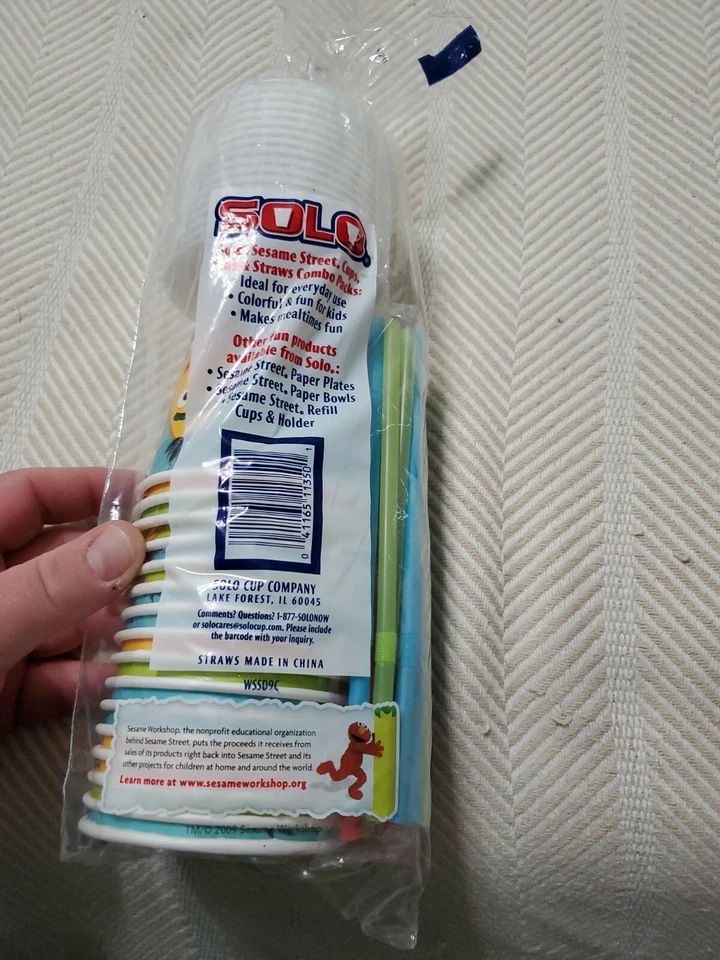 SOLO
Sesame Street® Cups,
& Straws Combo Packs:
Ideal for everyday use
• Colorful & fun for kids
• Makes mealtimes fun
Other fun products
available from Solo®:
• Sesame Street® Paper Plates
• Sesame Street® Paper Bowls
Sesame Street® Refill
Cups & Holder
0 41165 11350 1
SOLO CUP COMPANY
LAKE FOREST, IL 60045
Comments? Questions? 1-877-SOLONOW
or solocares@solocup.com. Please include
the barcode with your inquiry.
STRAWS MADE IN CHINA
WSSD9C
Sesame Workshop, the nonprofit educational organization
behind Sesame Street, puts the proceeds it receives from
sales of its products right back into Sesame Street and its
other projects for children at home and around the world.
Learn more at www.sesameworkshop.org
TM/© 2009 Sesame Workshop